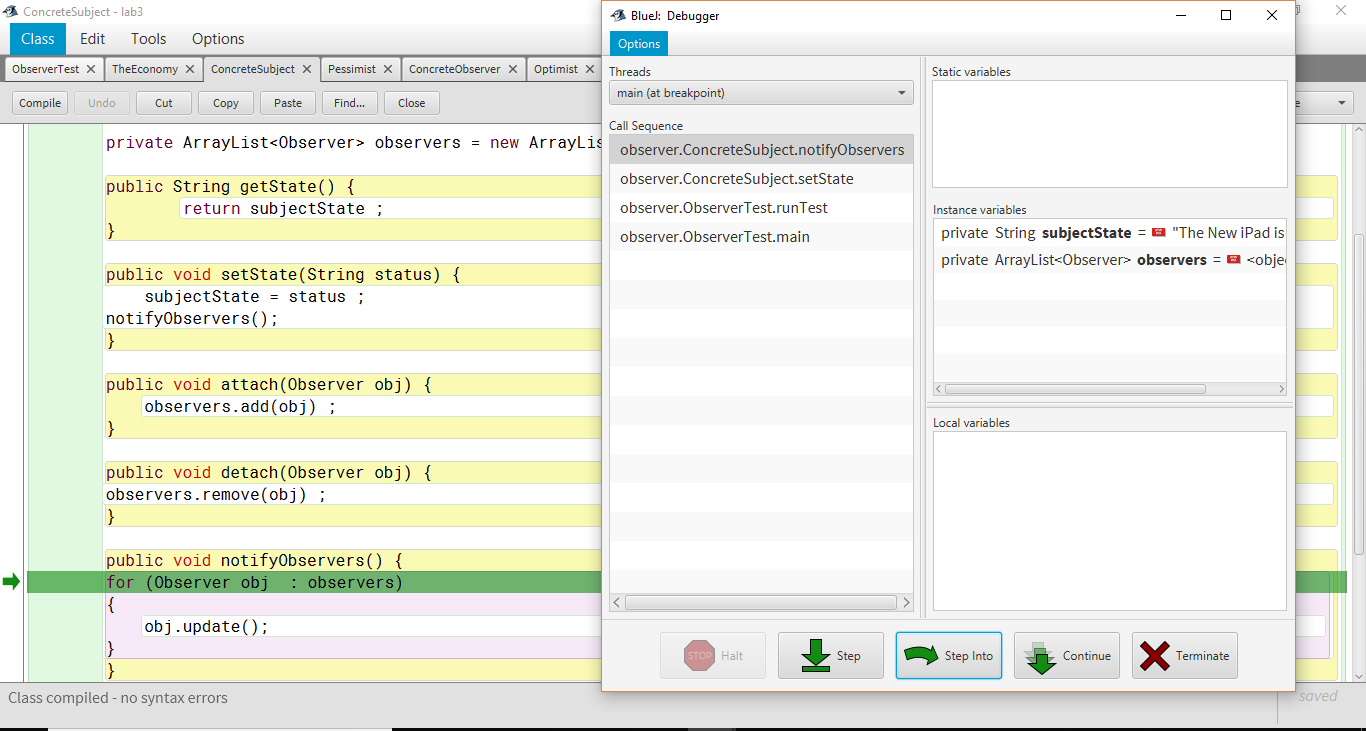 ConcreteSubject - lab3
Class Edit Tools Options
ObserverTest TheEconomy ConcreteSubject Pessimist ConcreteObserver Optimist
Compile Undo Cut Copy Paste Find... Close
private ArrayList<Observer> observers = new ArrayLis
public String getState() {
return subjectState ;
}
public void setState(String status) {
subjectState = status ;
notifyObservers();
}
public void attach(Observer obj) {
observers.add(obj) ;
}
public void detach(Observer obj) {
observers.remove(obj) ;
}
public void notifyObservers() {
for (Observer obj  : observers)
{
obj.update();
}
}
Class compiled - no syntax errors
saved
BlueJ: Debugger
Options
Threads
main (at breakpoint)
Call Sequence
observer.ConcreteSubject.notifyObservers
observer.ConcreteSubject.setState
observer.ObserverTest.runTest
observer.ObserverTest.main
Static variables
Instance variables
private String subjectState = "The New iPad is
private ArrayList<Observer> observers = <objec
Local variables
STOP Halt Step Step Into Continue Terminate